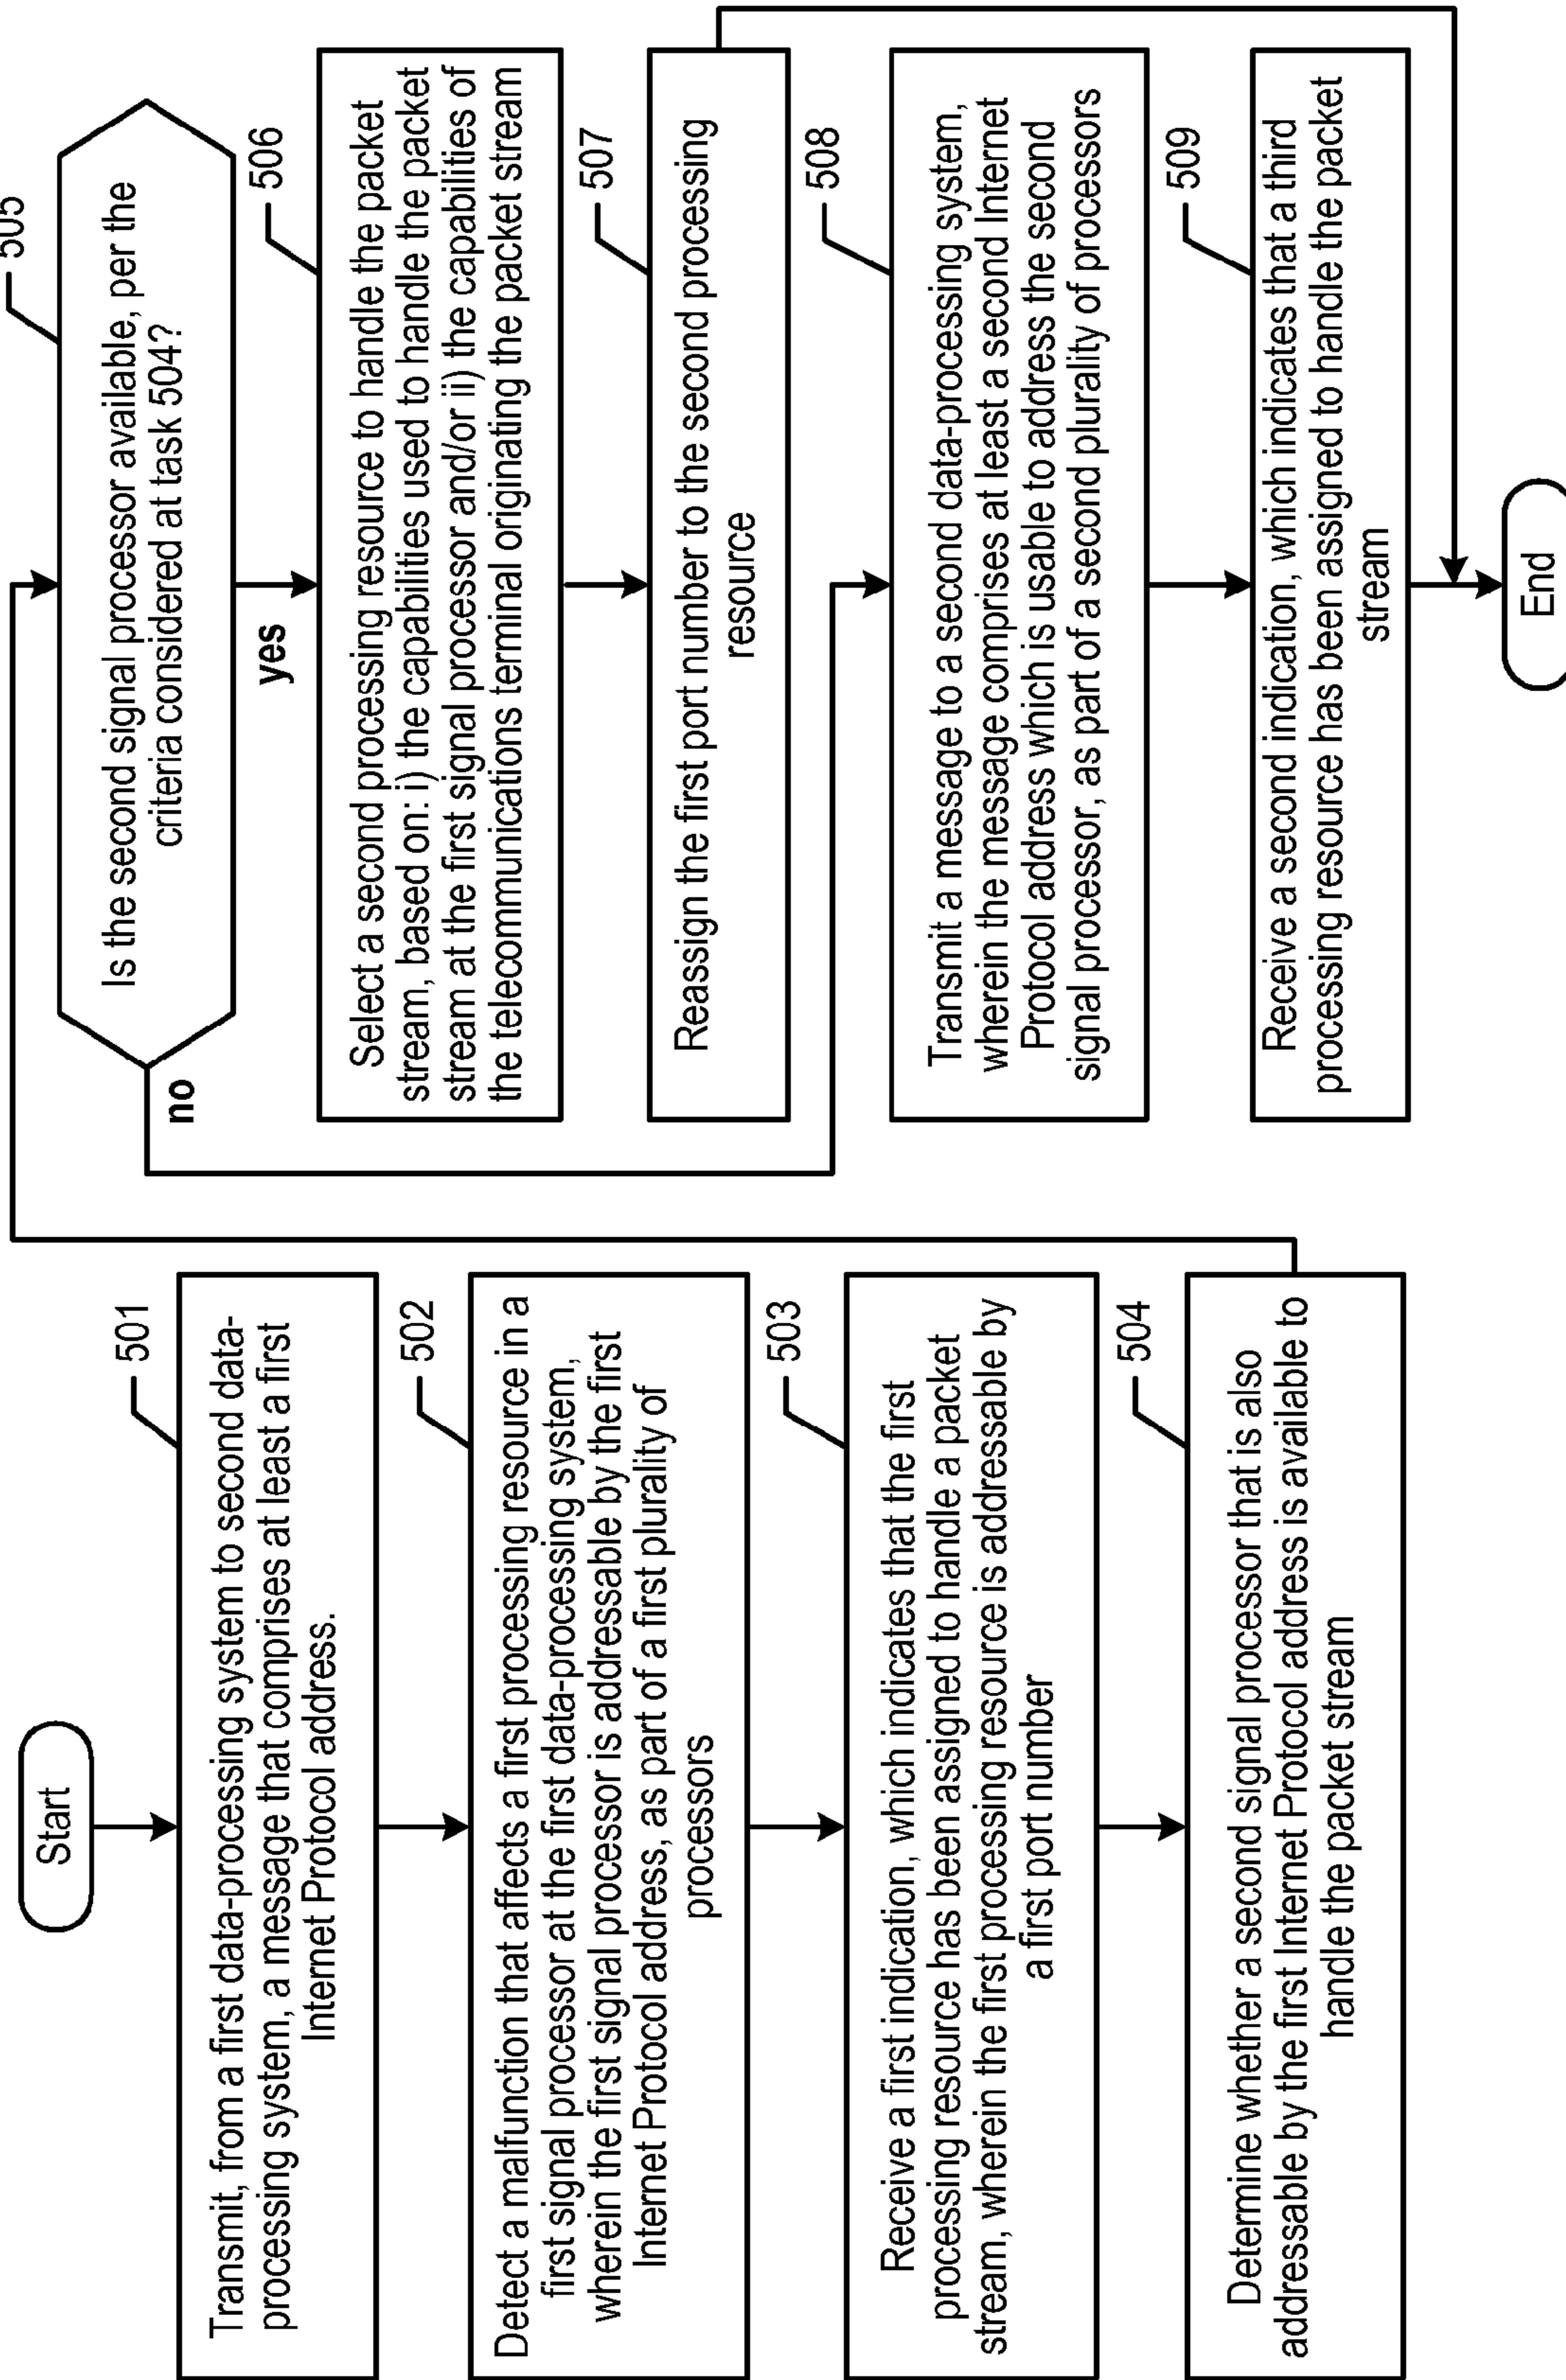 Start
501
Transmit, from a first data-processing system to second data-
processing system, a message that comprises at least a first
Internet Protocol address.
502
Detect a malfunction that affects a first processing resource in a
first signal processor at the first data-processing system,
wherein the first signal processor is addressable by the first
Internet Protocol address, as part of a first plurality of
processors
503
Receive a first indication, which indicates that the first
processing resource has been assigned to handle a packet
stream, wherein the first processing resource is addressable by
a first port number
504
Determine whether a second signal processor that is also
addressable by the first Internet Protocol address is available to
handle the packet stream
505
Is the second signal processor available, per the
criteria considered at task 504?
no
yes
506
Select a second processing resource to handle the packet
stream, based on: i) the capabilities used to handle the packet
stream at the first signal processor and/or ii) the capabilities of
the telecommunications terminal originating the packet stream
507
Reassign the first port number to the second processing
resource
508
Transmit a message to a second data-processing system,
wherein the message comprises at least a second Internet
Protocol address which is usable to address the second
signal processor, as part of a second plurality of processors
509
Receive a second indication, which indicates that a third
processing resource has been assigned to handle the packet
stream
End